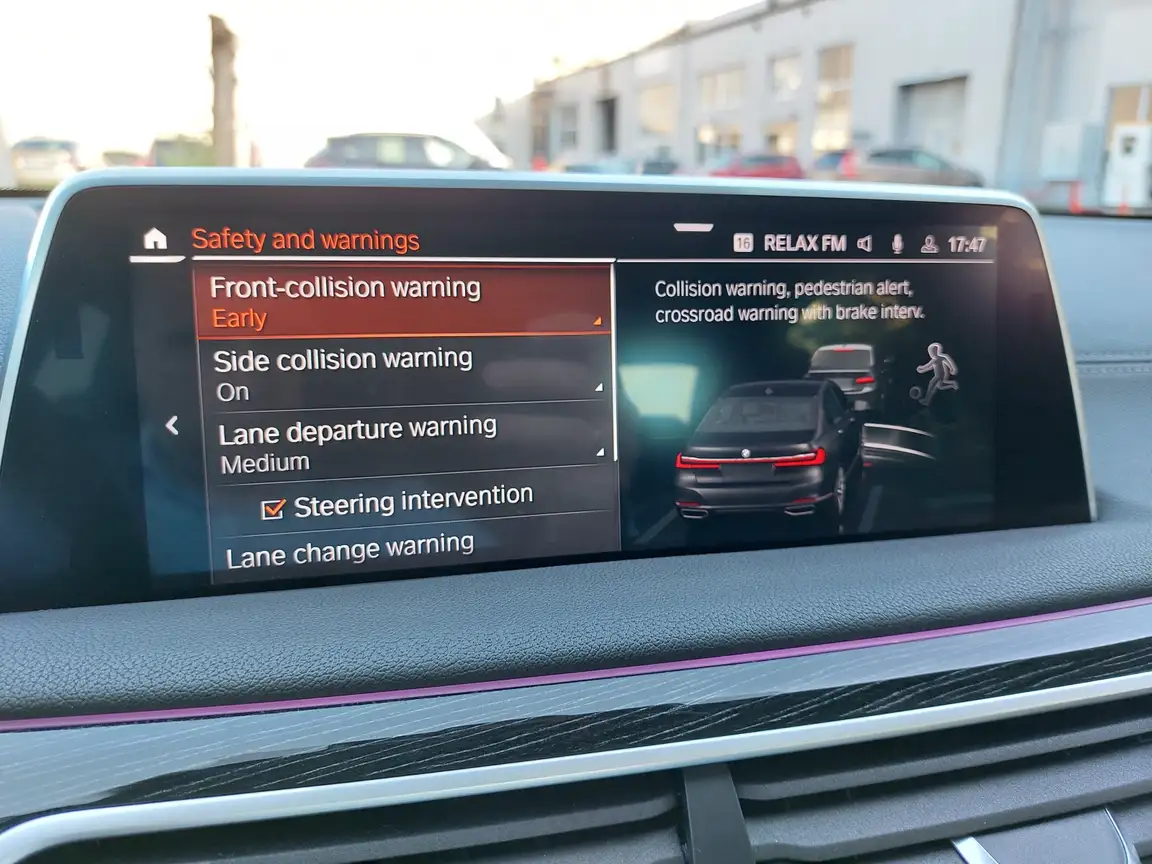 Safety and warnings
16 RELAX FM 17:47
Front-collision warning
Early
Side collision warning
On
Lane departure warning
Medium
Steering intervention
Lane change warning
Collision warning, pedestrian alert,
crossroad warning with brake interv.